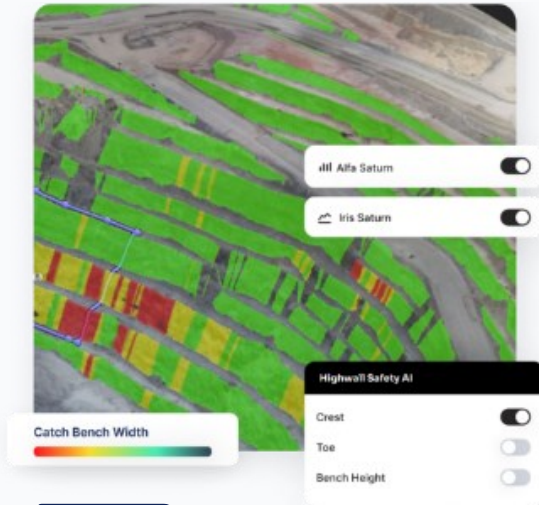 Alfa Saturn
Iris Saturn
Highwall Safety AI
Crest
Toe
Bench Height
Catch Bench Width